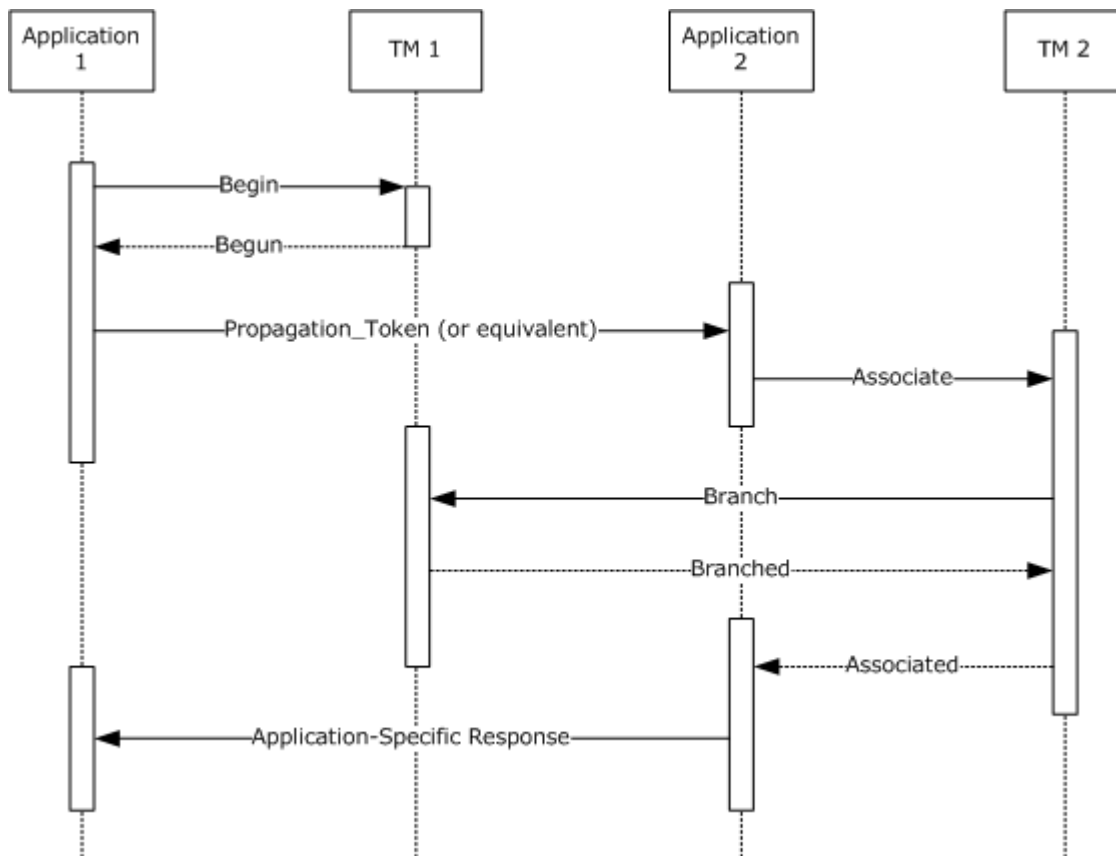 Application
1
TM 1
Application
2
TM 2
Begin
Begun
Propagation_Token (or equivalent)
Associate
Branch
Branched
Associated
Application-Specific Response